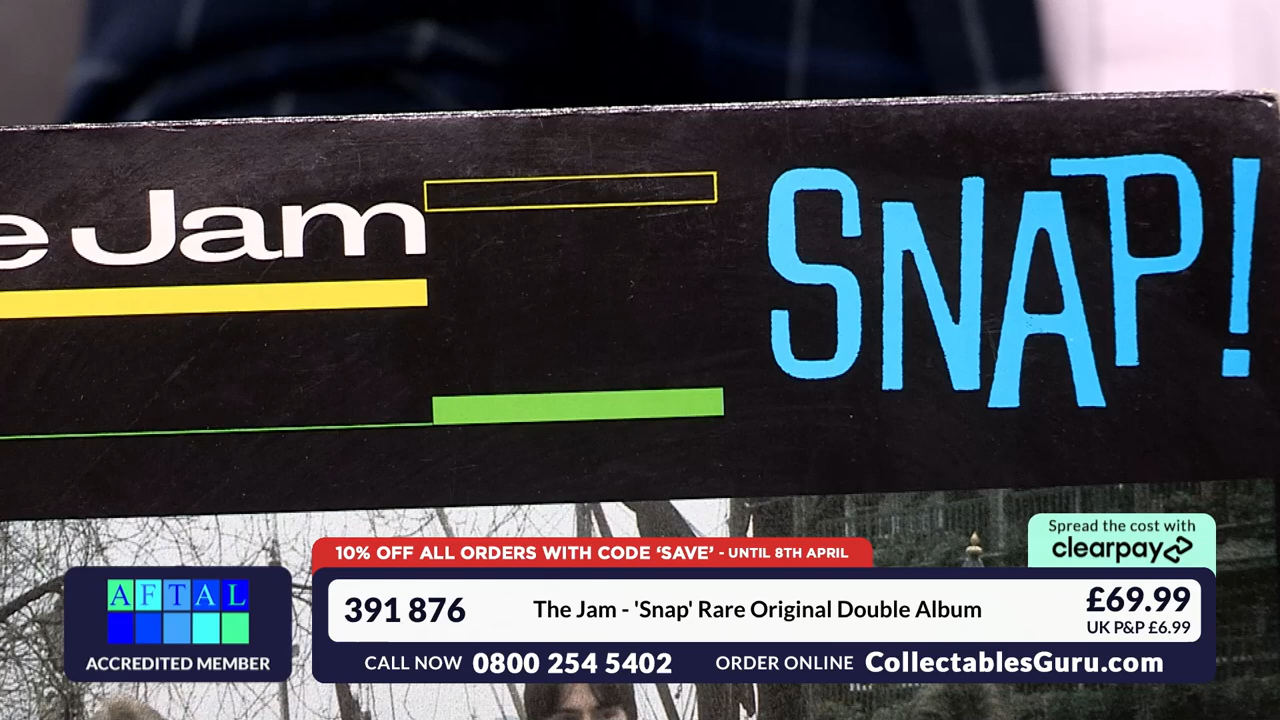 e Jam
SNAP!
10% OFF ALL ORDERS WITH CODE ‘SAVE’ - UNTIL 8TH APRIL
Spread the cost with
clearpay
AFTAL
ACCREDITED MEMBER
391 876
The Jam - 'Snap' Rare Original Double Album
£69.99
UK P&P £6.99
CALL NOW 0800 254 5402
ORDER ONLINE CollectablesGuru.com